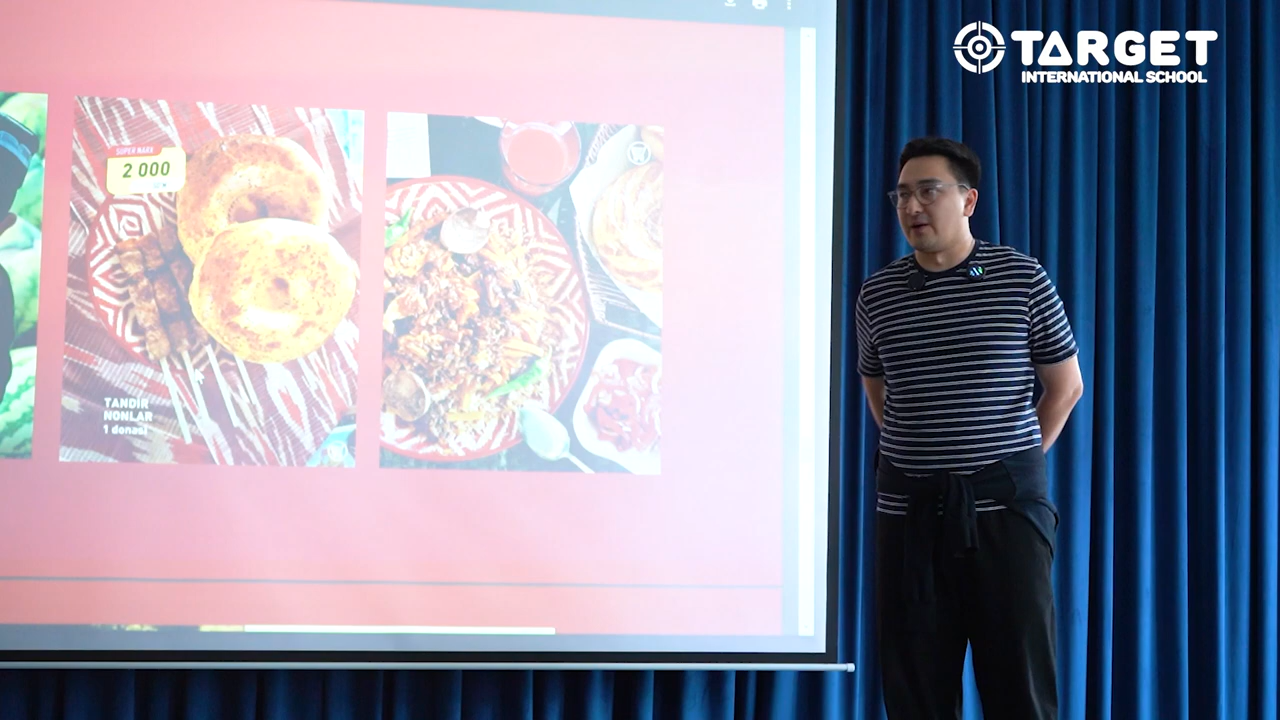 TARGET
INTERNATIONAL SCHOOL
SUPER NARX
2 000
TANDIR
NONLAR
1 donasi